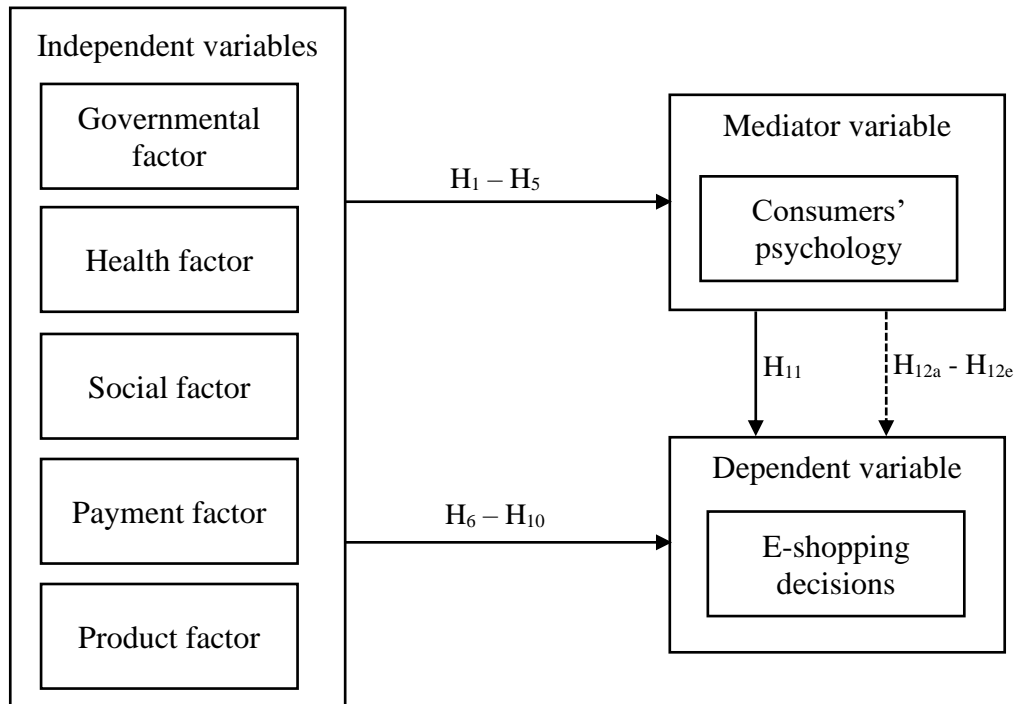 Independent variables
Governmental
factor
Health factor
Social factor
Payment factor
Product factor
H₁ – H₅
H₆ – H₁₀
Mediator variable
Consumers’
psychology
H₁₁
H₁₂ₐ - H₁₂ₑ
Dependent variable
E-shopping
decisions